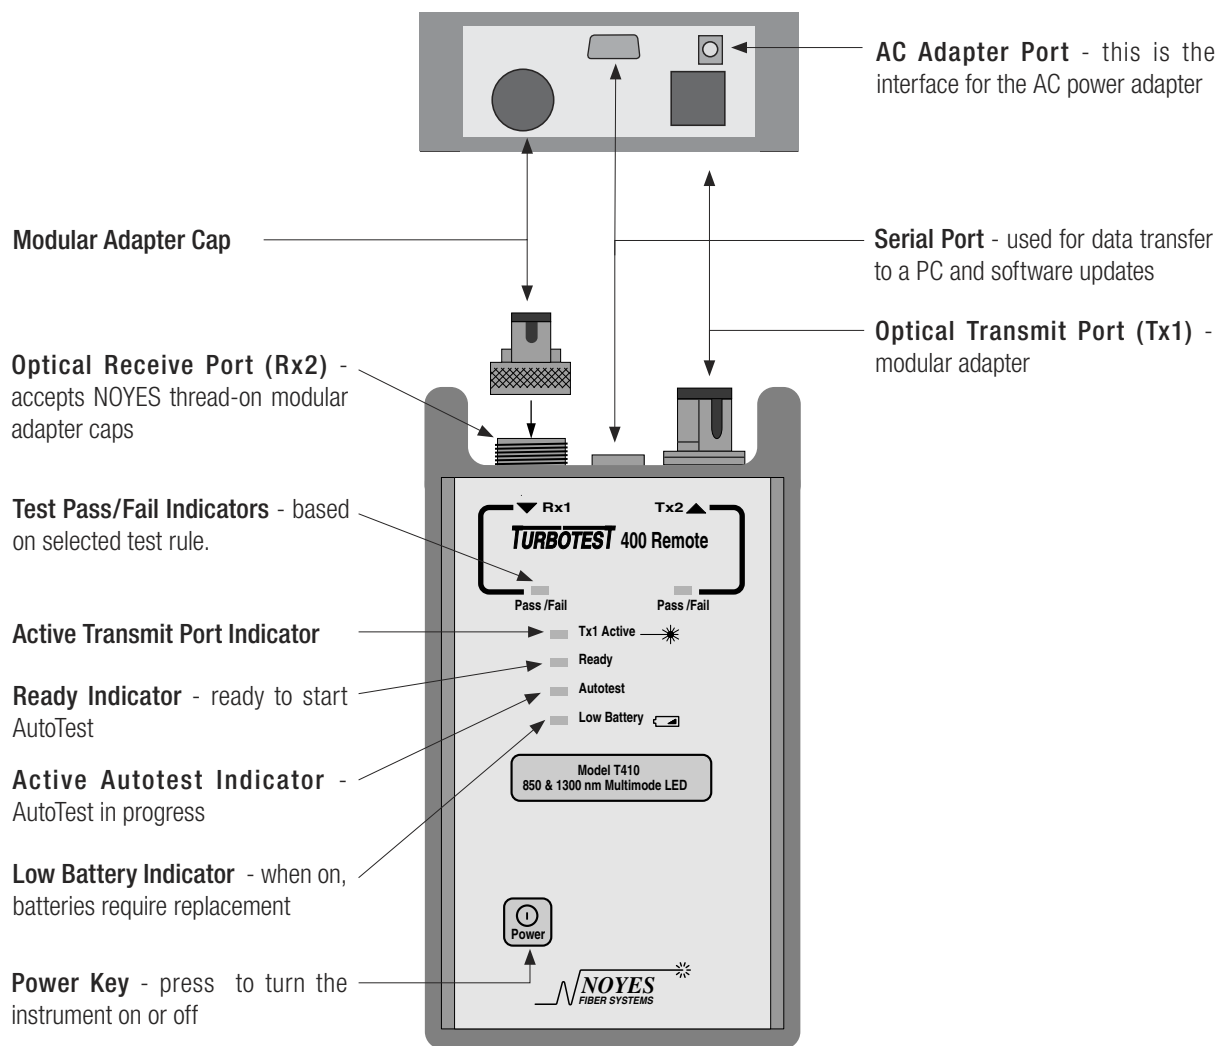 AC Adapter Port - this is the
interface for the AC power adapter
Modular Adapter Cap
Serial Port - used for data transfer
to a PC and software updates
Optical Transmit Port (Tx1) -
modular adapter
Optical Receive Port (Rx2) -
accepts NOYES thread-on modular
adapter caps
Test Pass/Fail Indicators - based
on selected test rule.
Active Transmit Port Indicator
Ready Indicator - ready to start
AutoTest
Active Autotest Indicator -
AutoTest in progress
Low Battery Indicator - when on,
batteries require replacement
Power Key - press to turn the
instrument on or off
Rx1 Tx2
TURBOTEST 400 Remote
Pass /Fail Pass /Fail
Tx1 Active
Ready
Autotest
Low Battery
Model T410
850 & 1300 nm Multimode LED
Power
NOYES
FIBER SYSTEMS